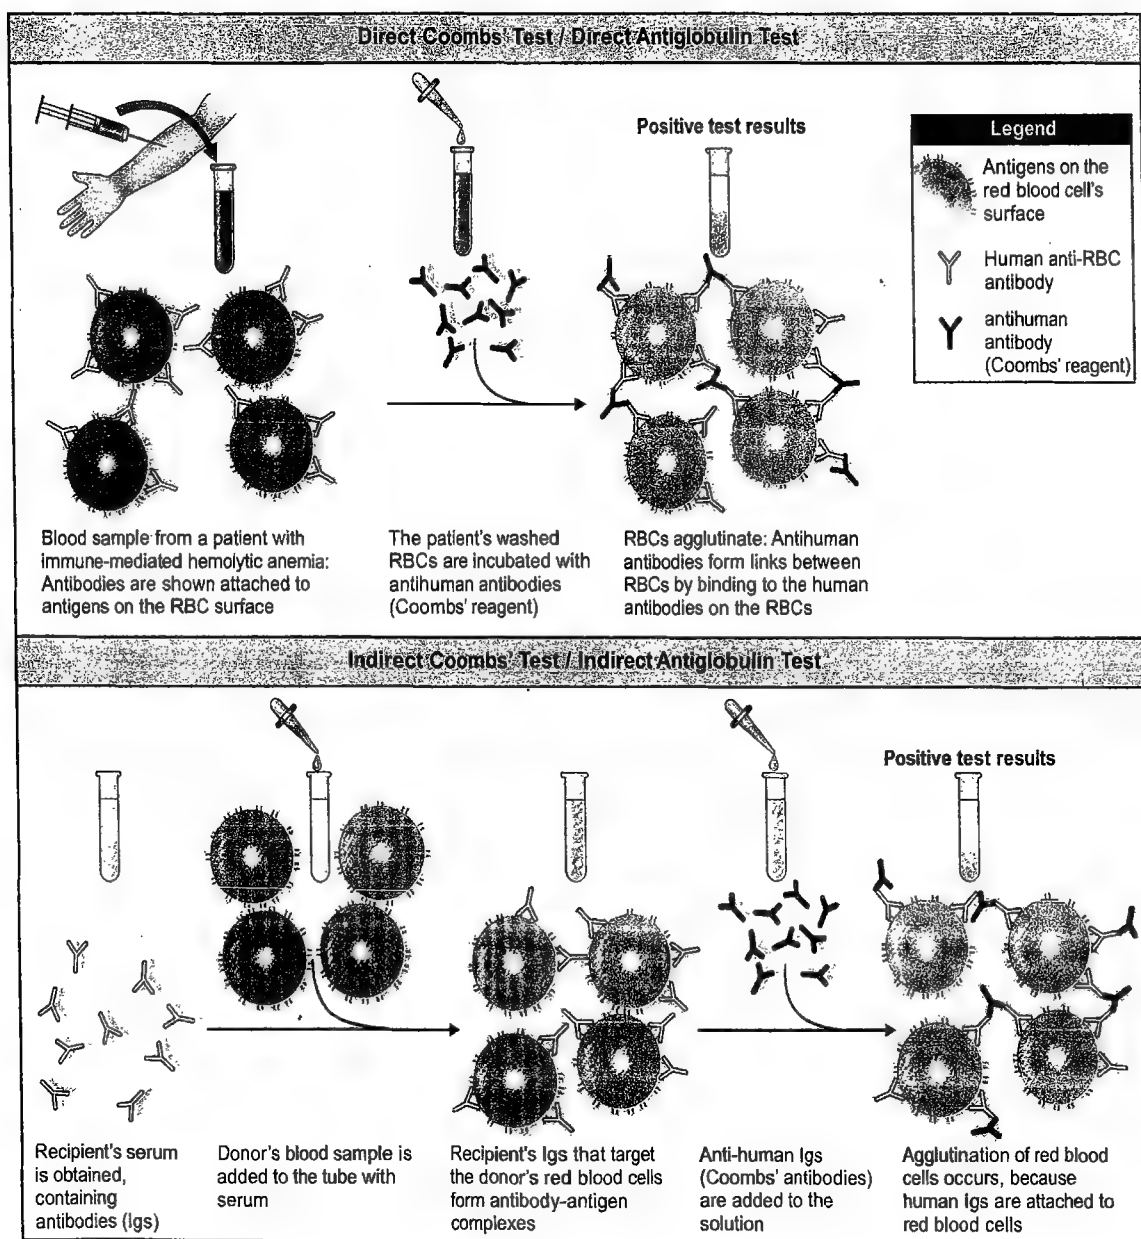 Direct Coombs' Test / Direct Antiglobulin Test
Positive test results
Legend
Antigens on the
red blood cell's
surface
Human anti-RBC
antibody
antihuman
antibody
(Coombs' reagent)
Blood sample from a patient with
immune-mediated hemolytic anemia:
Antibodies are shown attached to
antigens on the RBC surface
The patient's washed
RBCs are incubated with
antihuman antibodies
(Coombs' reagent)
RBCs agglutinate: Antihuman
antibodies form links between
RBCs by binding to the human
antibodies on the RBCs
Indirect Coombs' Test / Indirect Antiglobulin Test
Positive test results
Recipient's serum
is obtained,
containing
antibodies (Igs)
Donor's blood sample is
added to the tube with
serum
Recipient's Igs that target
the donor's red blood cells
form antibody-antigen
complexes
Anti-human Igs
(Coombs' antibodies)
are added to the
solution
Agglutination of red blood
cells occurs, because
human Igs are attached to
red blood cells